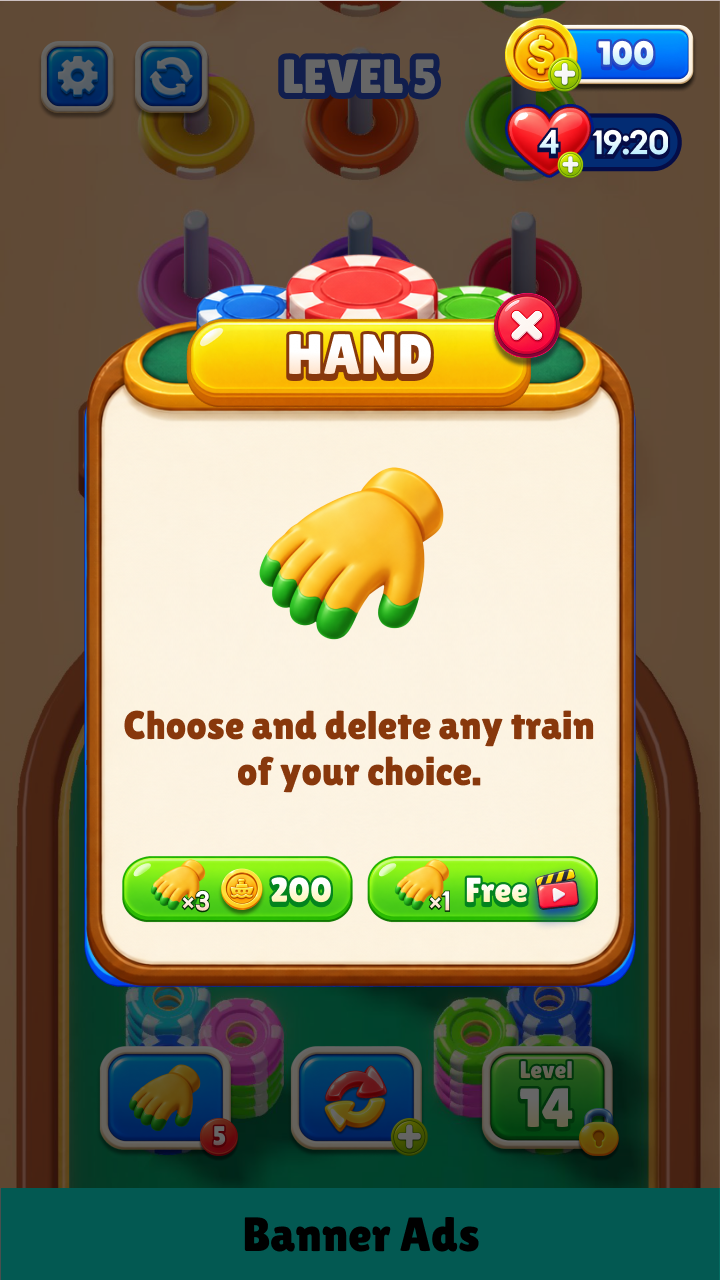 LEVEL 5
100
4
19:20
HAND
Choose and delete any train
of your choice.
×3
200
×1
Free
5
Level
14
Banner Ads